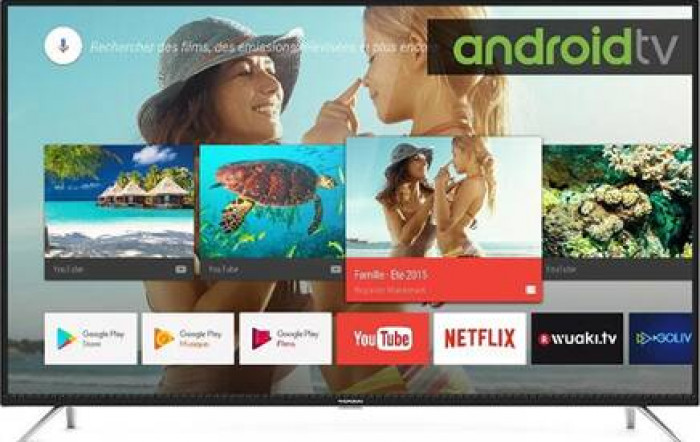 Rechercher des films, des émissions télévisées et plus encore
androidtv
YouTube
YouTube
Famille - Été 2015
Regarder Maintenant
YouTube
Google Play
Store
Google Play
Musique
Google Play
Films
YouTube
NETFLIX
wuaki.tv
GOLIV
THOMSON